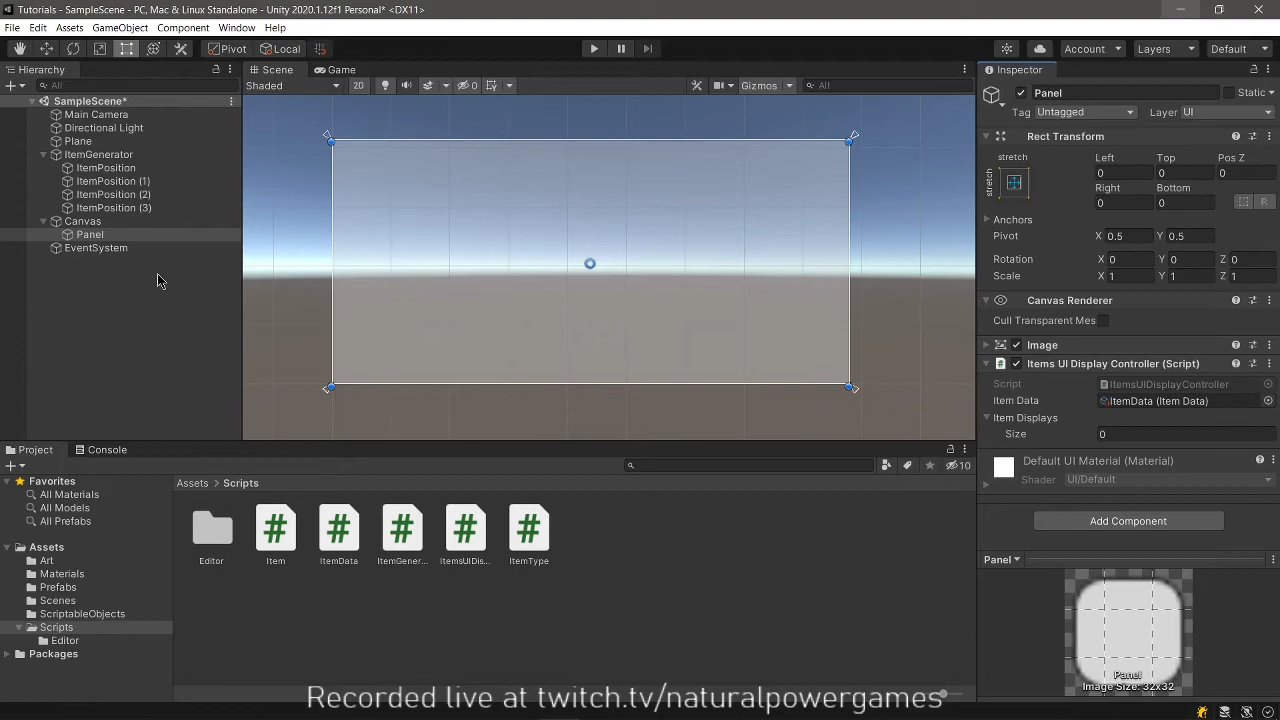 Tutorials - SampleScene - PC, Mac & Linux Standalone - Unity 2020.1.12f1 Personal* <DX11>
File Edit Assets GameObject Component Window Help
Pivot Local Account Layers Default
Hierarchy Scene Game Inspector
All Shaded 2D 0 Gizmos All Panel Static
SampleScene*
Tag Untagged Layer UI
Main Camera
Directional Light
Plane
ItemGenerator
ItemPosition
ItemPosition (1)
ItemPosition (2)
ItemPosition (3)
Canvas
Panel
EventSystem
Rect Transform
stretch
stretch
Left Top Pos Z
0 0 0
Right Bottom
0 0 R
Anchors
Pivot X 0.5 Y 0.5
Rotation X 0 Y 0 Z 0
Scale X 1 Y 1 Z 1
Canvas Renderer
Cull Transparent Mes
Image
Items UI Display Controller (Script)
Script ItemsUIDisplayController
Item Data ItemData (Item Data)
Item Displays
Size 0
Default UI Material (Material)
Shader UI/Default
Add Component
Panel
Panel
Image Size: 32x32
Project Console
10
Favorites
All Materials
All Models
All Prefabs
Assets
Art
Materials
Prefabs
Scenes
ScriptableObjects
Scripts
Editor
Packages
Assets Scripts
Editor Item ItemData ItemGener... ItemsUIDis... ItemType
Recorded live at twitch.tv/naturalpowergames